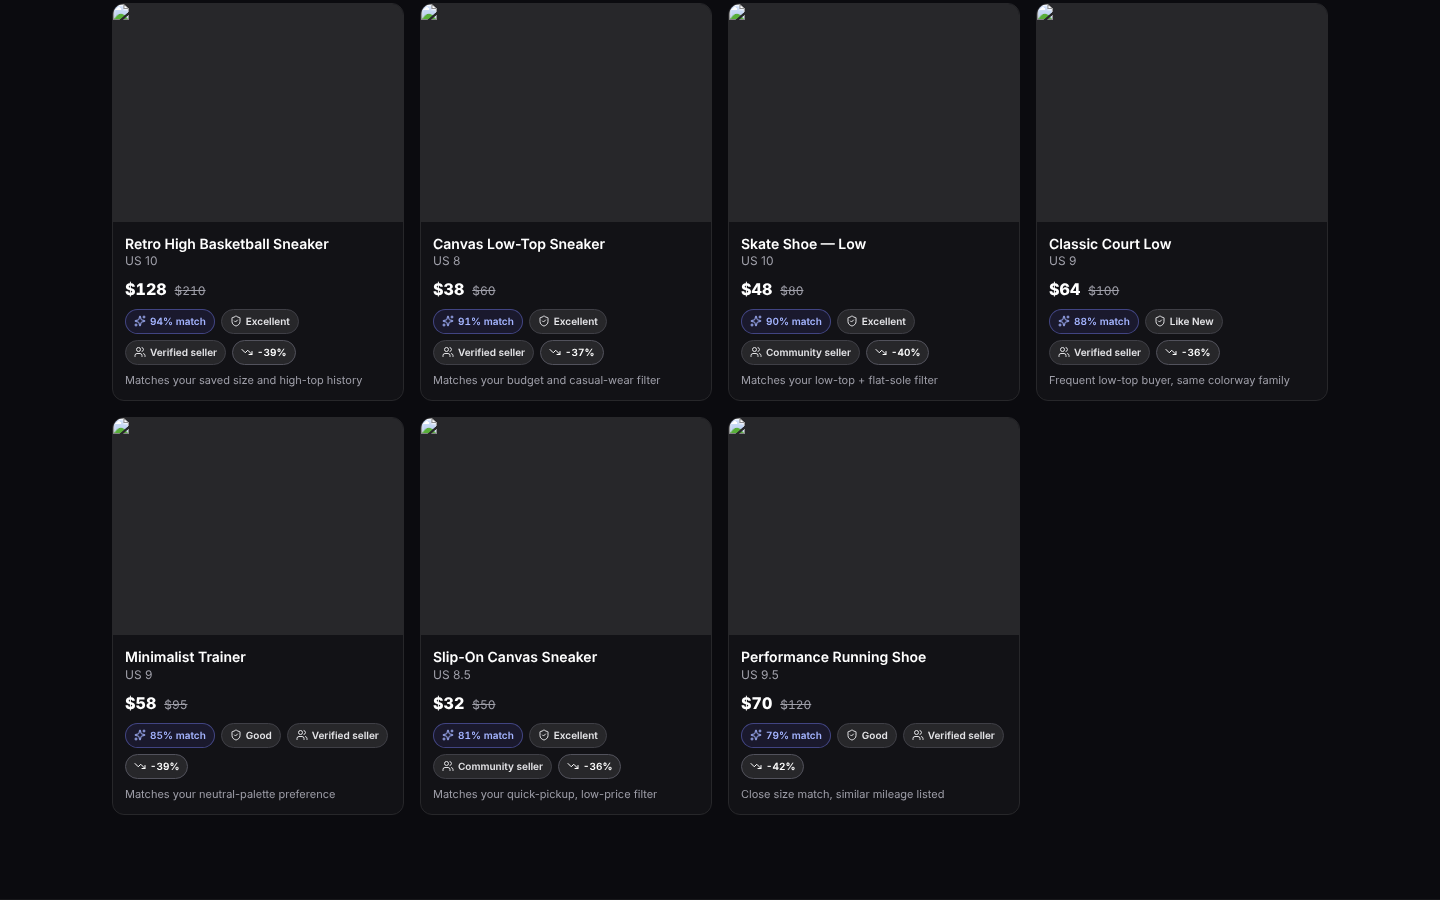 Retro High Basketball Sneaker
US 10
$128 $210
94% match Excellent
Verified seller -39%
Matches your saved size and high-top history
Canvas Low-Top Sneaker
US 8
$38 $60
91% match Excellent
Verified seller -37%
Matches your budget and casual-wear filter
Skate Shoe — Low
US 10
$48 $80
90% match Excellent
Community seller -40%
Matches your low-top + flat-sole filter
Classic Court Low
US 9
$64 $100
88% match Like New
Verified seller -36%
Frequent low-top buyer, same colorway family
Minimalist Trainer
US 9
$58 $95
85% match Good Verified seller
-39%
Matches your neutral-palette preference
Slip-On Canvas Sneaker
US 8.5
$32 $50
81% match Excellent
Community seller -36%
Matches your quick-pickup, low-price filter
Performance Running Shoe
US 9.5
$70 $120
79% match Good Verified seller
-42%
Close size match, similar mileage listed